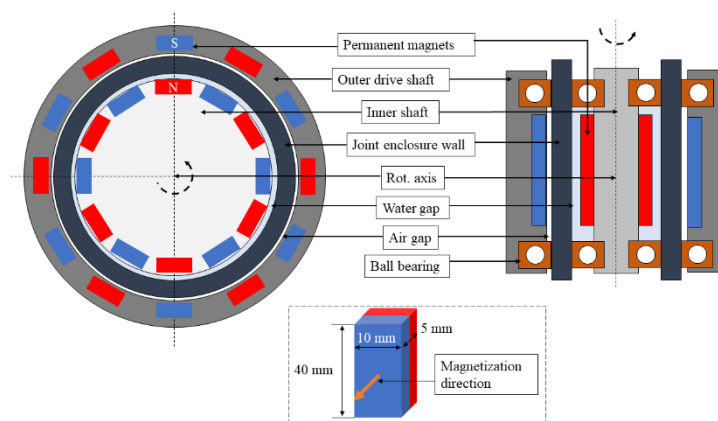 S
N
Permanent magnets
Outer drive shaft
Inner shaft
Joint enclosure wall
Rot. axis
Water gap
Air gap
Ball bearing
10 mm
5 mm
40 mm
Magnetization
direction